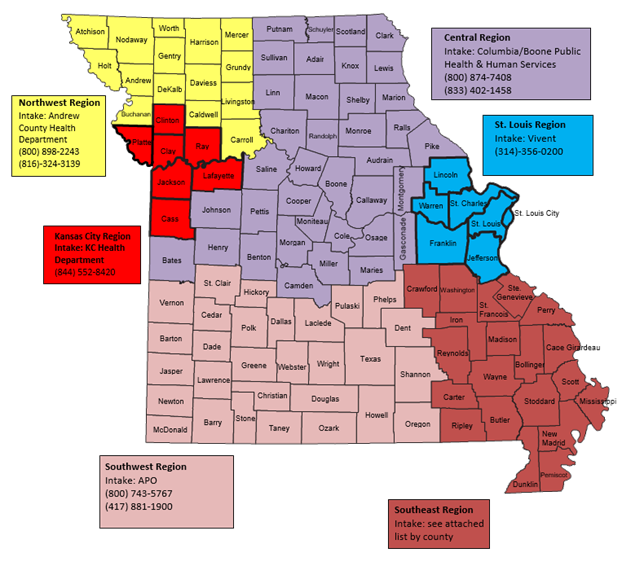 Atchison
Nodaway
Worth
Harrison
Mercer
Putnam
Schuyler
Scotland
Clark
Holt
Gentry
Sullivan
Adair
Knox
Lewis
Andrew
DeKalb
Daviess
Grundy
Livingston
Linn
Macon
Shelby
Marion
Buchanan
Clinton
Caldwell
Carroll
Chariton
Randolph
Monroe
Ralls
Pike
Platte
Clay
Ray
Jackson
Lafayette
Saline
Howard
Boone
Audrain
Callaway
Montgomery
Lincoln
Warren
St. Charles
St. Louis
St. Louis City
Cass
Johnson
Pettis
Cooper
Moniteau
Cole
Osage
Gasconade
Franklin
Jefferson
Bates
Henry
Benton
Morgan
Miller
Maries
Camden
Vernon
St. Clair
Hickory
Cedar
Polk
Dallas
Laclede
Pulaski
Phelps
Dent
Crawford
Washington
Ste.
Genevieve
St.
Francois
Perry
Iron
Barton
Dade
Greene
Webster
Wright
Texas
Reynolds
Madison
Cape Girardeau
Bollinger
Jasper
Lawrence
Christian
Douglas
Shannon
Wayne
Scott
Stoddard
Mississippi
Newton
McDonald
Barry
Stone
Taney
Ozark
Howell
Oregon
Carter
Ripley
Butler
New
Madrid
Dunklin
Pemiscot
Northwest Region
Intake: Andrew
County Health
Department
(800) 898-2243
(816)-324-3139
Central Region
Intake: Columbia/Boone Public
Health & Human Services
(800) 874-7408
(833) 402-1458
St. Louis Region
Intake: Vivent
(314)-356-0200
Kansas City Region
Intake: KC Health
Department
(844) 552-8420
Southwest Region
Intake: APO
(800) 743-5767
(417) 881-1900
Southeast Region
Intake: see attached
list by county